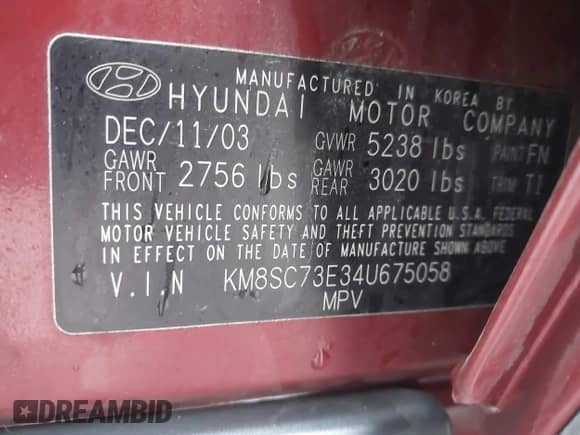 MANUFACTURED IN KOREA BY
HYUNDAI MOTOR COMPANY
DEC/11/03 GVWR 5238 lbs PAINT FN
GAWR FRONT 2756 lbs GAWR REAR 3020 lbs TRIM TI
THIS VEHICLE CONFORMS TO ALL APPLICABLE U.S.A. FEDERAL
MOTOR VEHICLE SAFETY AND THEFT PREVENTION STANDARDS
IN EFFECT ON THE DATE OF MANUFACTURE SHOWN ABOVE.
V.I.N KM8SC73E34U675058
MPV
DREAMBID